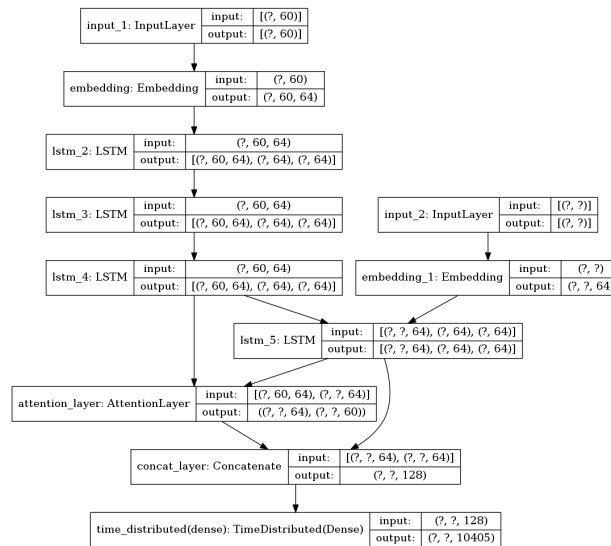 input_1: InputLayer input: [(?, 60)]
output: [(?, 60)]
embedding: Embedding input: (?, 60)
output: (?, 60, 64)
lstm_2: LSTM input: (?, 60, 64)
output: [(?, 60, 64), (?, 64), (?, 64)]
lstm_3: LSTM input: (?, 60, 64)
output: [(?, 60, 64), (?, 64), (?, 64)]
input_2: InputLayer input: [(?, ?)]
output: [(?, ?)]
lstm_4: LSTM input: (?, 60, 64)
output: [(?, 60, 64), (?, 64), (?, 64)]
embedding_1: Embedding input: (?, ?)
output: (?, ?, 64
lstm_5: LSTM input: [(?, ?, 64), (?, 64), (?, 64)]
output: [(?, ?, 64), (?, 64), (?, 64)]
attention_layer: AttentionLayer input: [(?, 60, 64), (?, ?, 64)]
output: ((?, ?, 64), (?, ?, 60))
concat_layer: Concatenate input: [(?, ?, 64), (?, ?, 64)]
output: (?, ?, 128)
time_distributed(dense): TimeDistributed(Dense) input: (?, ?, 128)
output: (?, ?, 10405)